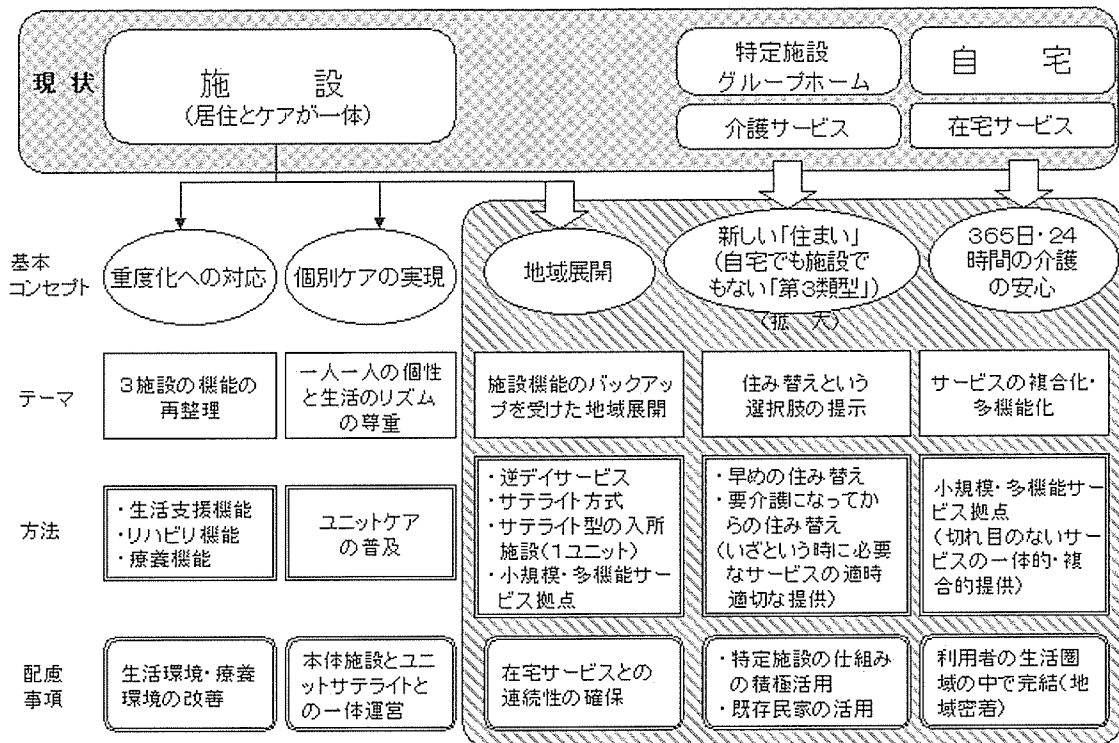 現 状
施　設
(居住とケアが一体)
特定施設
グループホーム
介護サービス
自　宅
在宅サービス
基本
コンセプト
重度化への対応
個別ケアの実現
地域展開
新しい「住まい」
(自宅でも施設で
もない「第3類型」)
(拡 大)
365日・24
時間の介護
の安心
テーマ
3施設の機能の
再整理
一人一人の個性
と生活のリズム
の尊重
施設機能のバックアッ
プを受けた地域展開
住み替えという
選択肢の提示
サービスの複合化・
多機能化
方法
・生活支援機能
・リハビリ機能
・療養機能
ユニットケア
の普及
・逆デイサービス
・サテライト方式
・サテライト型の入所
施設(1ユニット)
・小規模・多機能サー
ビス拠点
・早めの住み替え
・要介護になってか
らの住み替え
(いざという時に必要
なサービスの適時
適切な提供)
小規模・多機能サー
ビス拠点
(切れ目のないサー
ビスの一体的・複
合的提供)
配慮
事項
生活環境・療養
環境の改善
本体施設とユニ
ットサテライトと
の一体運営
在宅サービスとの
連続性の確保
・特定施設の仕組み
の積極活用
・既存民家の活用
利用者の生活圏
域の中で完結(地
域密着)